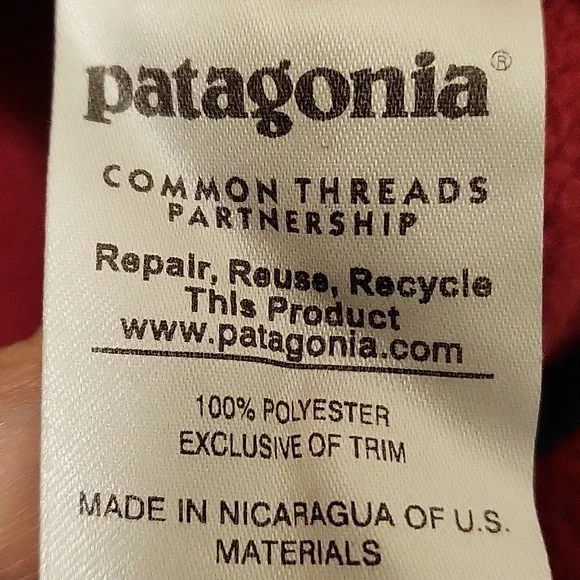 patagonia®
COMMON THREADS
PARTNERSHIP
Repair, Reuse, Recycle
This Product
www.patagonia.com
100% POLYESTER
EXCLUSIVE OF TRIM
MADE IN NICARAGUA OF U.S.
MATERIALS